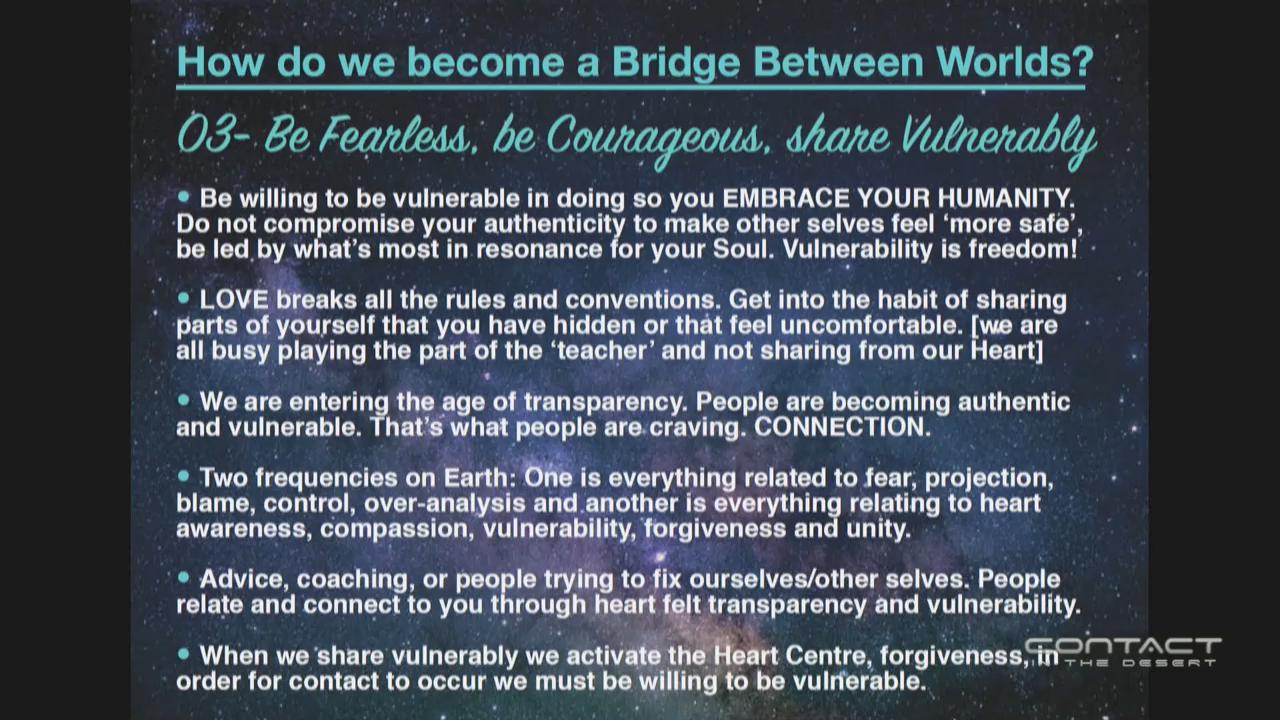 How do we become a Bridge Between Worlds?
03- Be Fearless, be Courageous, share Vulnerably
• Be willing to be vulnerable in doing so you EMBRACE YOUR HUMANITY.
Do not compromise your authenticity to make other selves feel ‘more safe’,
be led by what’s most in resonance for your Soul. Vulnerability is freedom!
• LOVE breaks all the rules and conventions. Get into the habit of sharing
parts of yourself that you have hidden or that feel uncomfortable. [we are
all busy playing the part of the ‘teacher’ and not sharing from our Heart]
• We are entering the age of transparency. People are becoming authentic
and vulnerable. That’s what people are craving. CONNECTION.
• Two frequencies on Earth: One is everything related to fear, projection,
blame, control, over-analysis and another is everything relating to heart
awareness, compassion, vulnerability, forgiveness and unity.
• Advice, coaching, or people trying to fix ourselves/other selves. People
relate and connect to you through heart felt transparency and vulnerability.
• When we share vulnerably we activate the Heart Centre, forgiveness, in
order for contact to occur we must be willing to be vulnerable.
CONTACT
THE DESERT